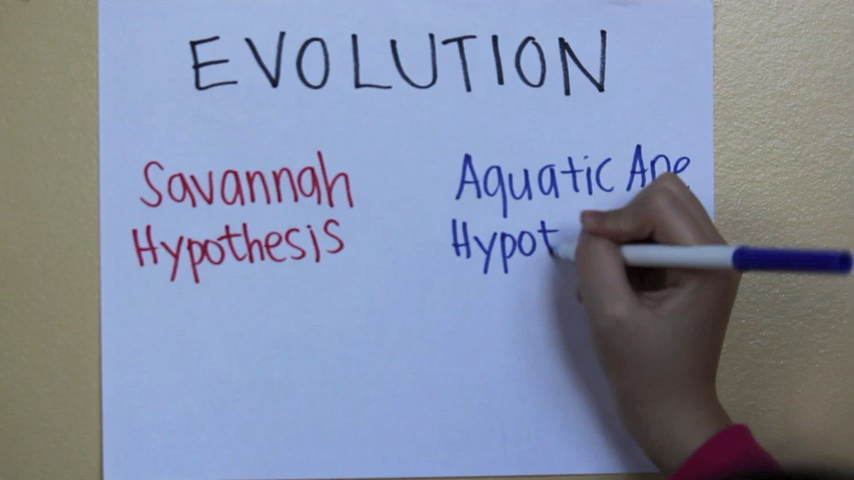 EVOLUTION
Savannah
Hypothesis
Aquatic Ape
Hypot